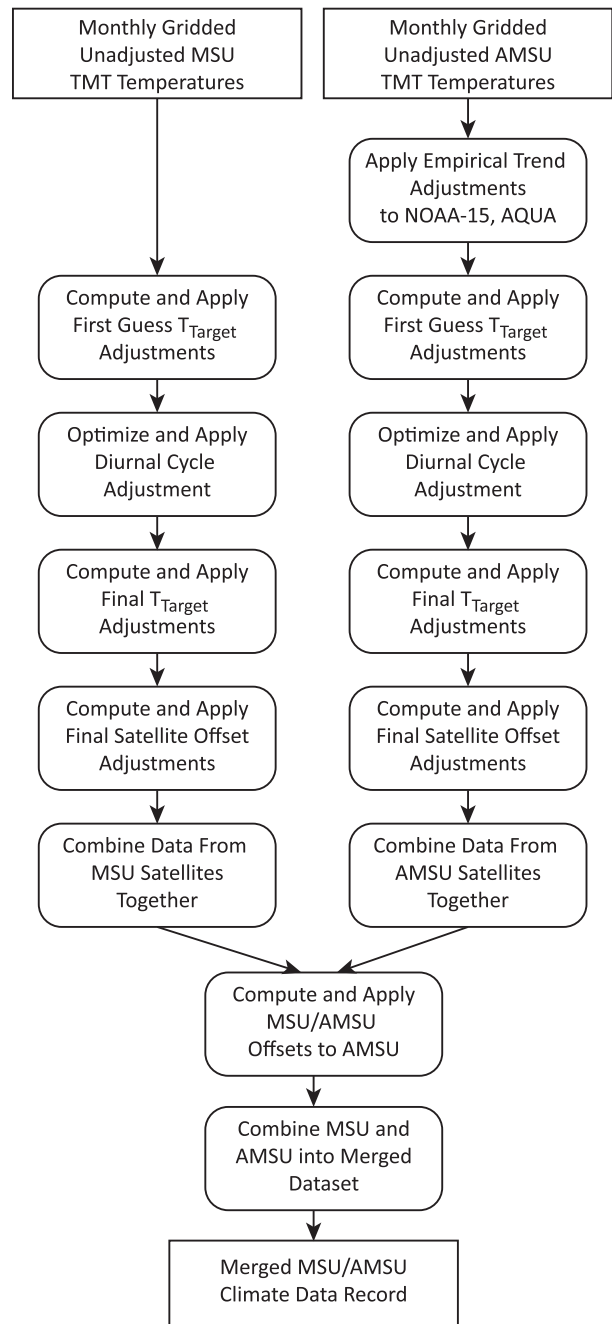 Monthly Gridded
Unadjusted MSU
TMT Temperatures
Monthly Gridded
Unadjusted AMSU
TMT Temperatures
Apply Empirical Trend
Adjustments
to NOAA-15, AQUA
Compute and Apply
First Guess T_Target
Adjustments
Compute and Apply
First Guess T_Target
Adjustments
Optimize and Apply
Diurnal Cycle
Adjustment
Optimize and Apply
Diurnal Cycle
Adjustment
Compute and Apply
Final T_Target
Adjustments
Compute and Apply
Final T_Target
Adjustments
Compute and Apply
Final Satellite Offset
Adjustments
Compute and Apply
Final Satellite Offset
Adjustments
Combine Data From
MSU Satellites
Together
Combine Data From
AMSU Satellites
Together
Compute and Apply
MSU/AMSU
Offsets to AMSU
Combine MSU and
AMSU into Merged
Dataset
Merged MSU/AMSU
Climate Data Record